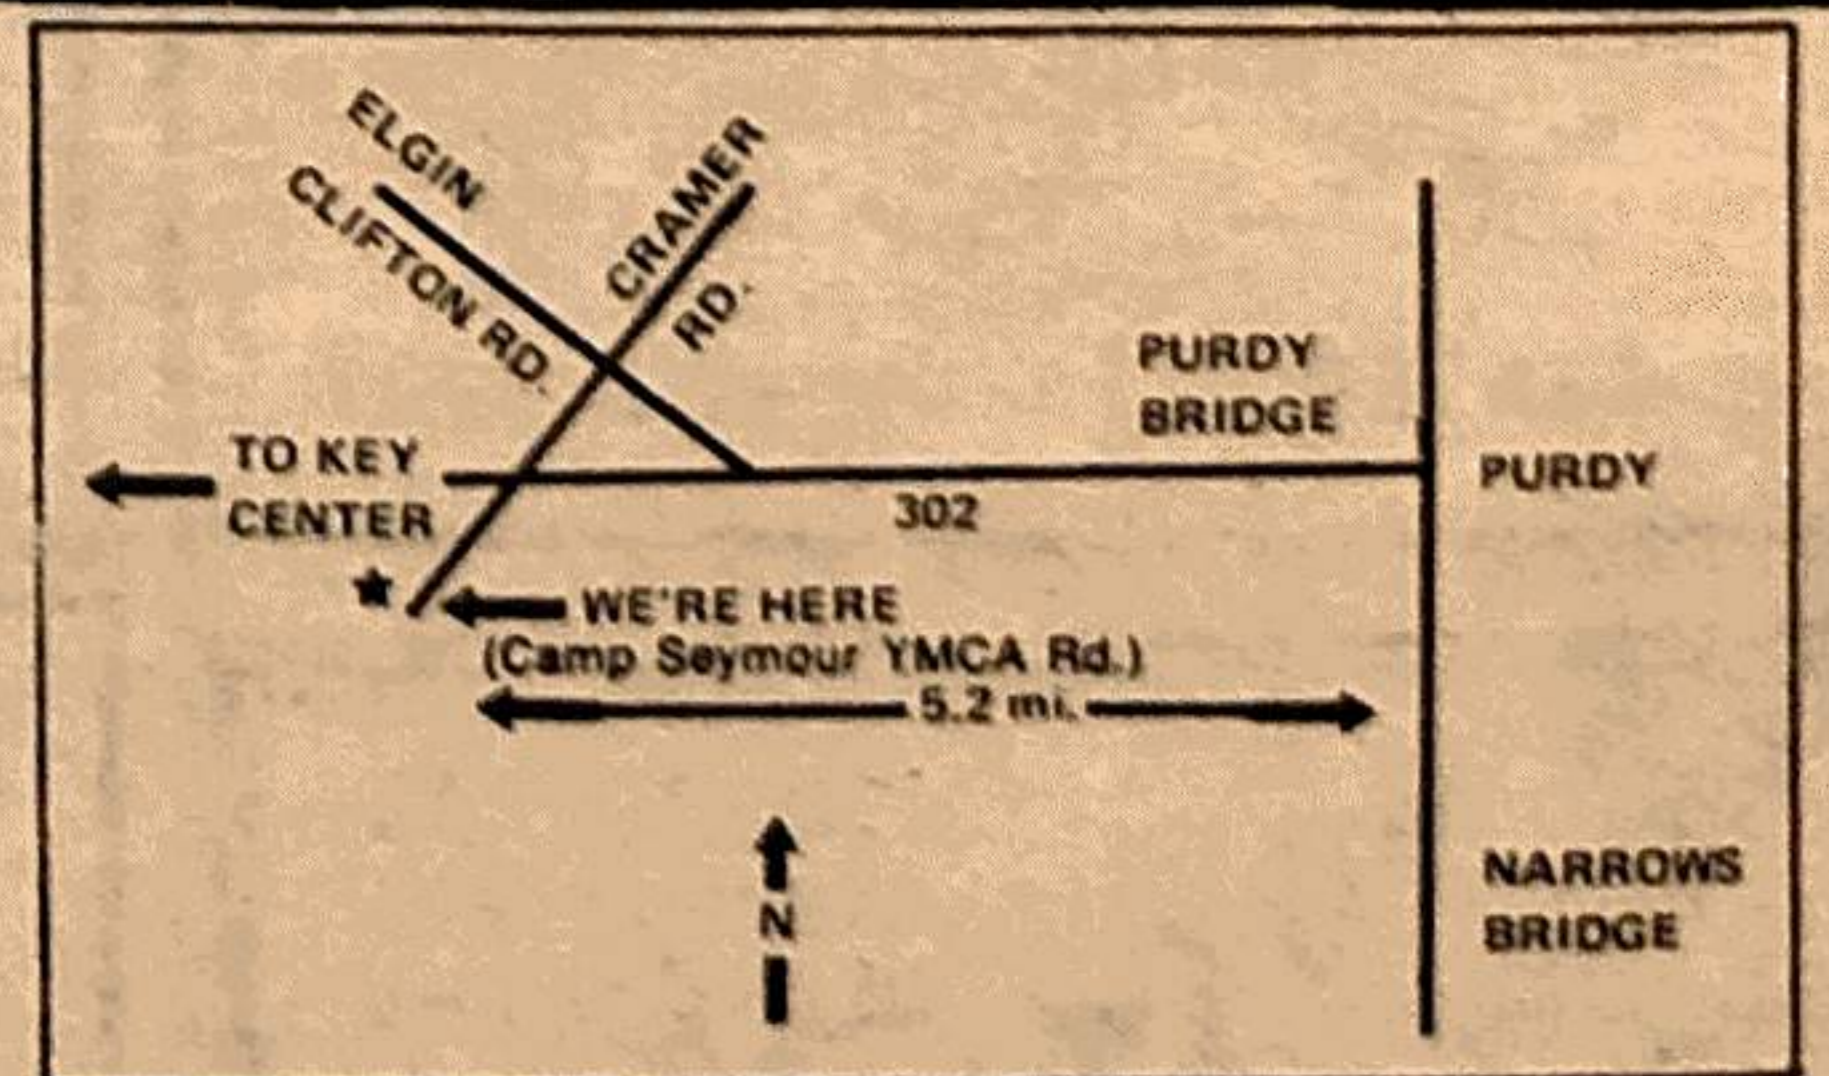 ELGIN
CLIFTON RD.
CRAMER
RD.
PURDY
BRIDGE
TO KEY
CENTER
PURDY
302
WE'RE HERE
(Camp Seymour YMCA Rd.)
5.2 mi.
N
NARROWS
BRIDGE